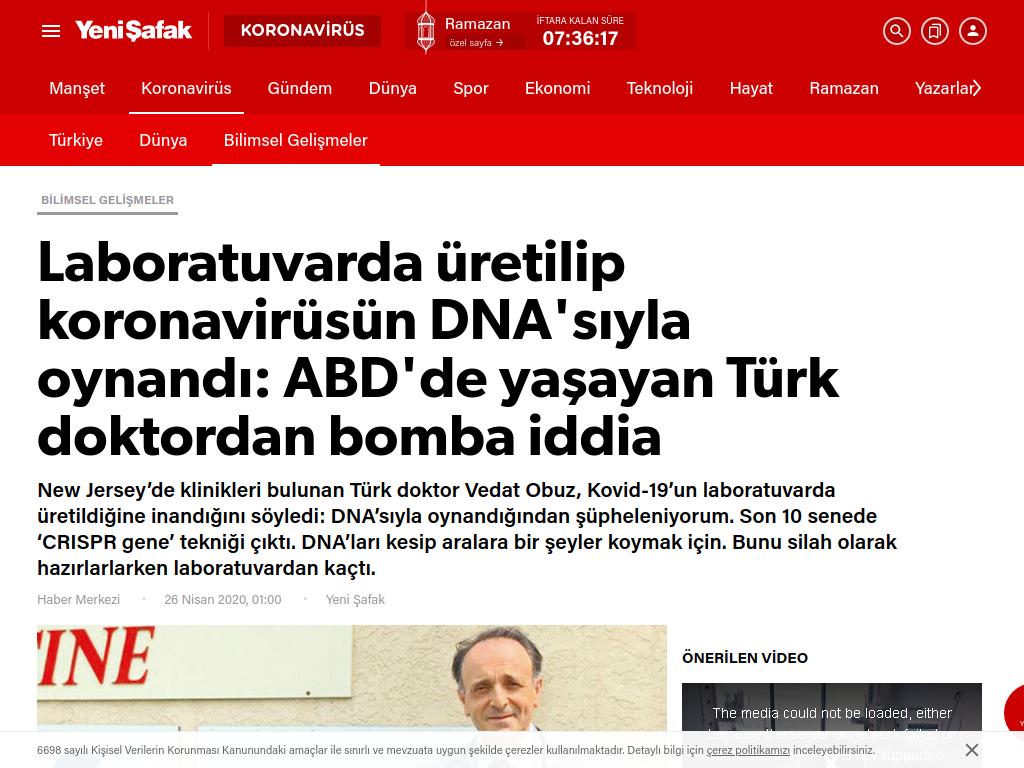 YeniŞafak
KORONAVİRÜS
Ramazan
özel sayfa →
İFTARA KALAN SÜRE
07:36:17
Manşet Koronavirüs Gündem Dünya Spor Ekonomi Teknoloji Hayat Ramazan Yazarlar
Türkiye Dünya Bilimsel Gelişmeler
BİLİMSEL GELİŞMELER
Laboratuvarda üretilip
koronavirüsün DNA'sıyla
oynandı: ABD'de yaşayan Türk
doktordan bomba iddia
New Jersey’de klinikleri bulunan Türk doktor Vedat Obuz, Kovid-19’un laboratuvarda
üretildiğine inandığını söyledi: DNA’sıyla oynandığından şüpheleniyorum. Son 10 senede
‘CRISPR gene’ tekniği çıktı. DNA’ları kesip aralara bir şeyler koymak için. Bunu silah olarak
hazırlarlarken laboratuvardan kaçtı.
Haber Merkezi · 26 Nisan 2020, 01:00 · Yeni Şafak
INE
ÖNERİLEN VİDEO
The media could not be loaded, either
6698 sayılı Kişisel Verilerin Korunması Kanunundaki amaçlar ile sınırlı ve mevzuata uygun şekilde çerezler kullanılmaktadır. Detaylı bilgi için çerez politikamızı inceleyebilirsiniz.